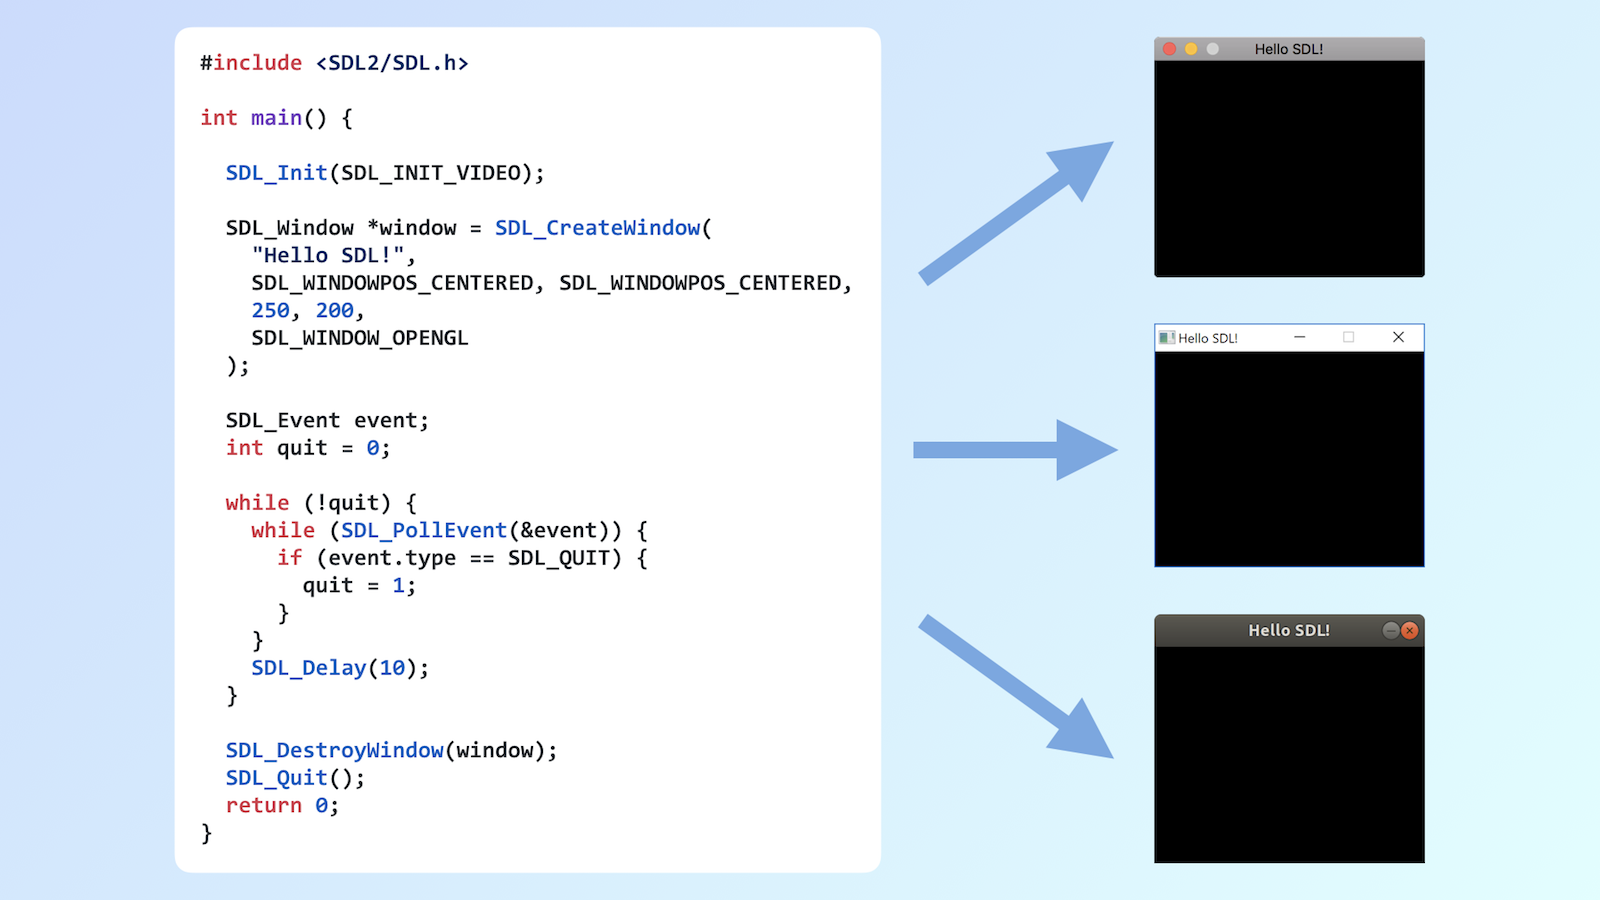 #include <SDL2/SDL.h>
int main() {
SDL_Init(SDL_INIT_VIDEO);
SDL_Window *window = SDL_CreateWindow(
"Hello SDL!",
SDL_WINDOWPOS_CENTERED, SDL_WINDOWPOS_CENTERED,
250, 200,
SDL_WINDOW_OPENGL
);
SDL_Event event;
int quit = 0;
while (!quit) {
while (SDL_PollEvent(&event)) {
if (event.type == SDL_QUIT) {
quit = 1;
}
}
SDL_Delay(10);
}
SDL_DestroyWindow(window);
SDL_Quit();
return 0;
}
Hello SDL!
Hello SDL!
Hello SDL!